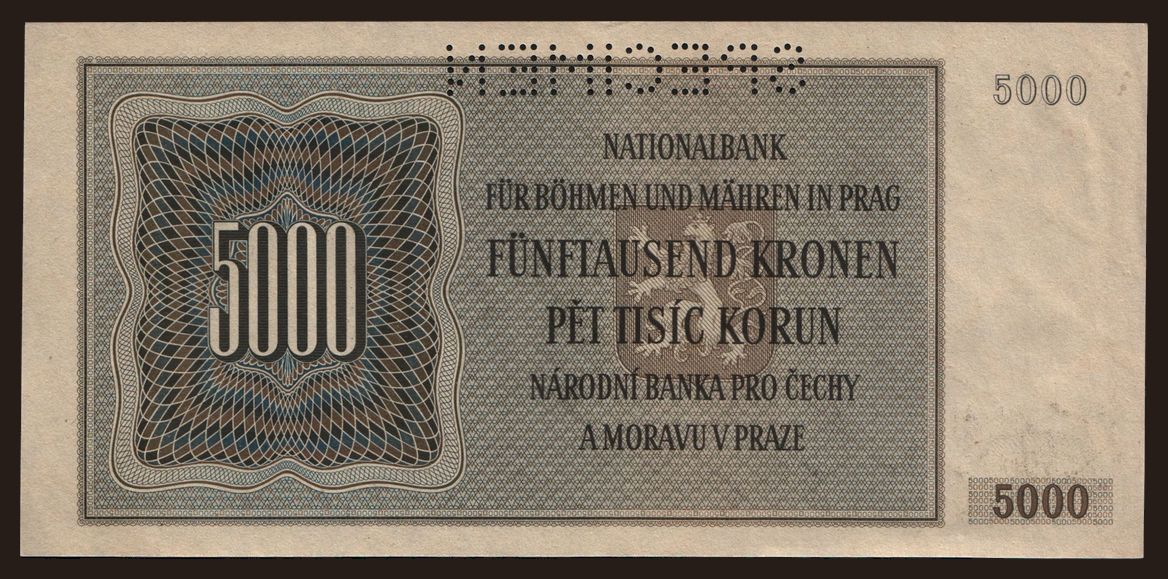 SPECIMEN
5000
NATIONALBANK
FÜR BÖHMEN UND MÄHREN IN PRAG
FÜNFTAUSEND KRONEN
5000
PĚT TISÍC KORUN
NÁRODNÍ BANKA PRO ČECHY
A MORAVU V PRAZE
5000